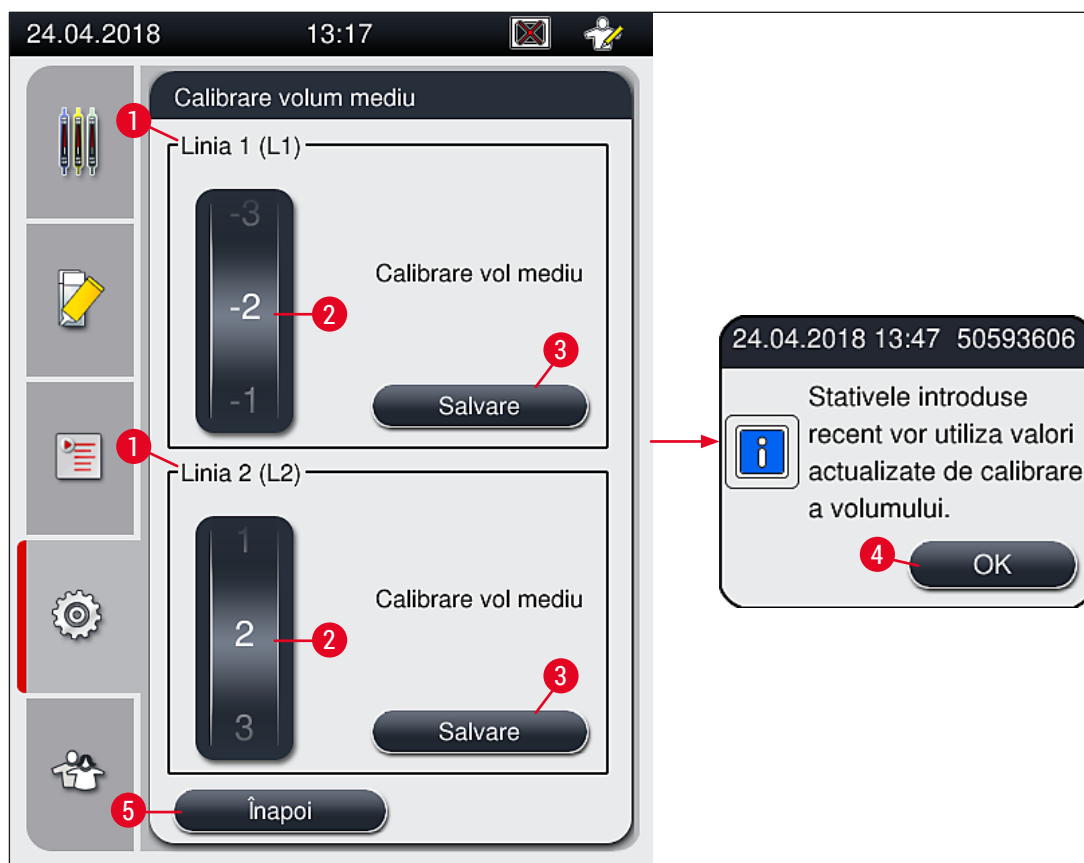 24.04.2018 13:17
Calibrare volum mediu
1
Linia 1 (L1)
-3
Calibrare vol mediu
-2
2
3
-1
Salvare
1
Linia 2 (L2)
1
Calibrare vol mediu
2
2
3
3
Salvare
5
Înapoi
24.04.2018 13:47 50593606
Stativele introduse
recent vor utiliza valori
actualizate de calibrare
a volumului.
4
OK